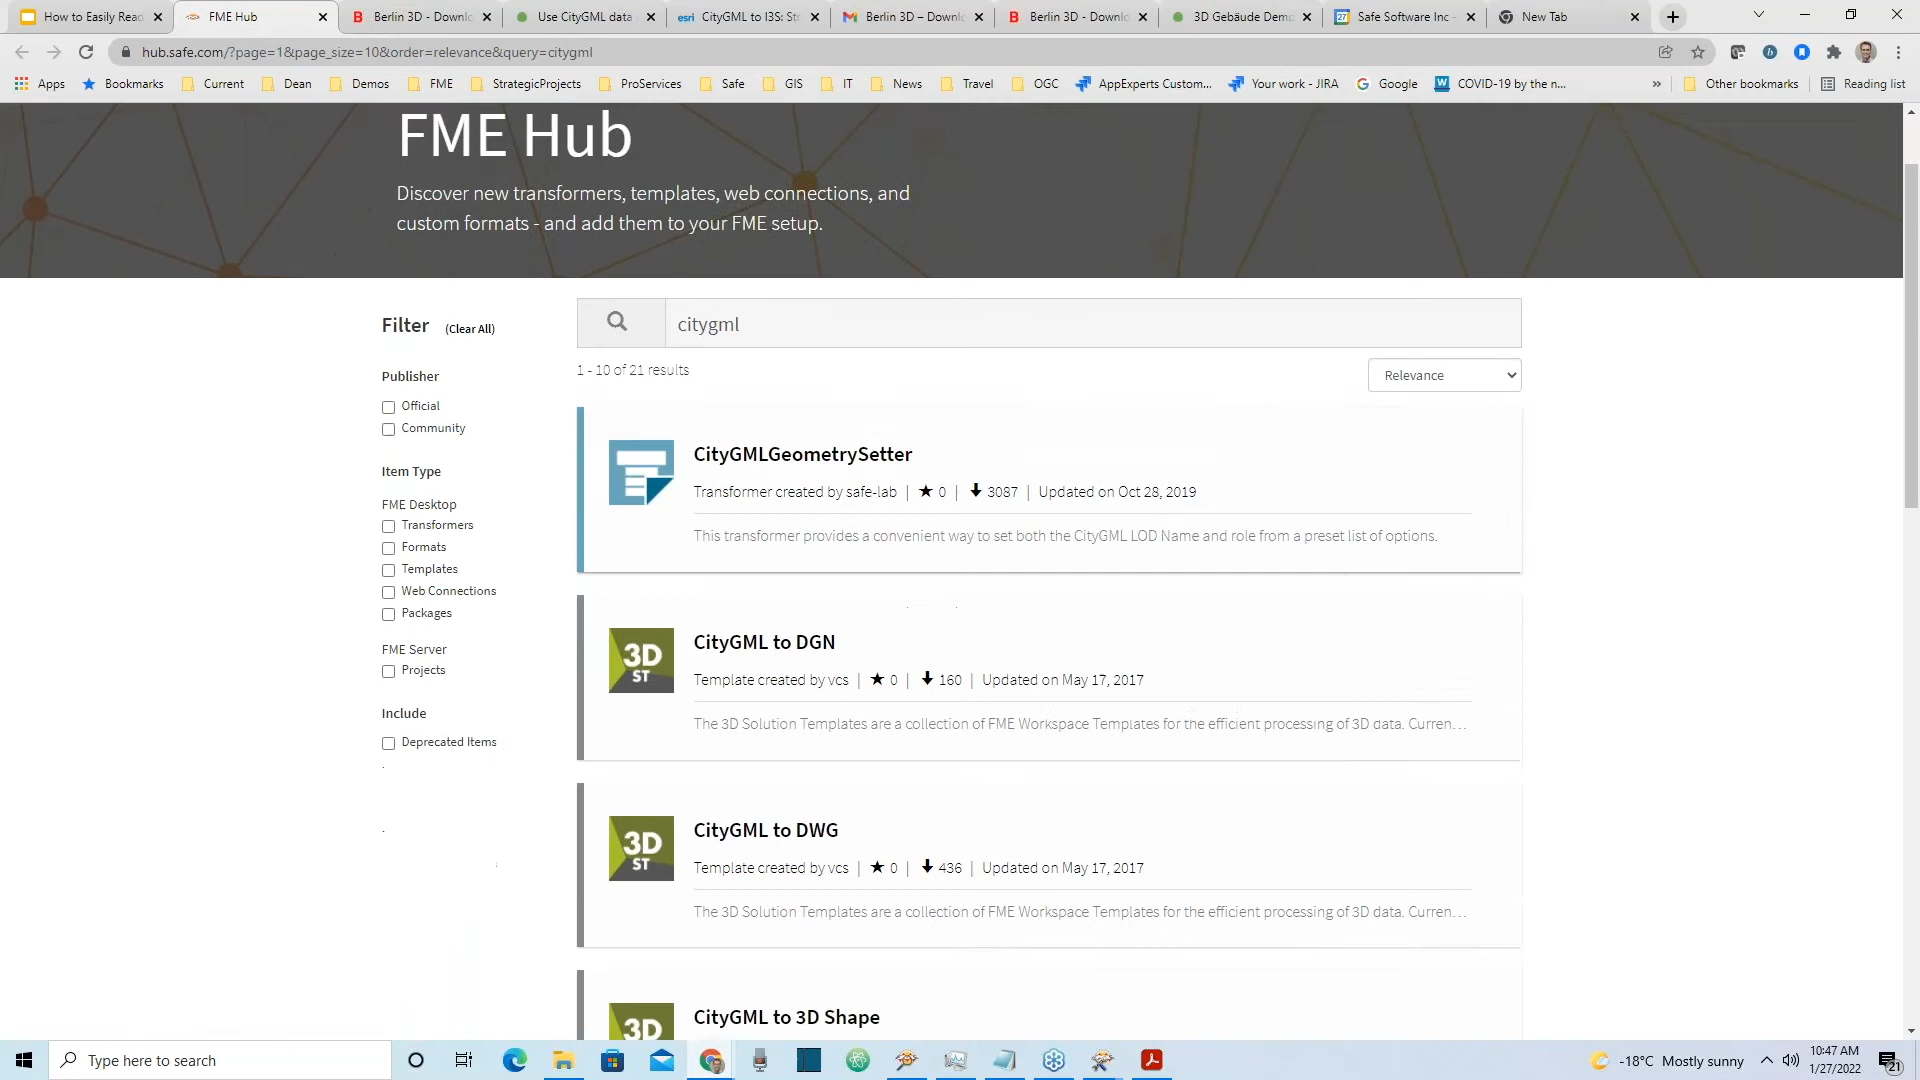 How to Easily Read
FME Hub
Berlin 3D - Downlo
Use CityGML data
esri CityGML to I3S: Str
Berlin 3D – Downlo
Berlin 3D - Downlo
3D Gebäude Demo
27 Safe Software Inc -
New Tab
hub.safe.com/?page=1&page_size=10&order=relevance&query=citygml
Apps
Bookmarks
Current
Dean
Demos
FME
StrategicProjects
ProServices
Safe
GIS
IT
News
Travel
OGC
AppExperts Custom...
Your work - JIRA
Google
COVID-19 by the n...
Other bookmarks
Reading list
FME Hub
Discover new transformers, templates, web connections, and
custom formats - and add them to your FME setup.
Filter (Clear All)
Publisher
Official
Community
Item Type
FME Desktop
Transformers
Formats
Templates
Web Connections
Packages
FME Server
Projects
Include
Deprecated Items
citygml
1 - 10 of 21 results
Relevance
CityGMLGeometrySetter
Transformer created by safe-lab | ★ 0 | 3087 | Updated on Oct 28, 2019
This transformer provides a convenient way to set both the CityGML LOD Name and role from a preset list of options.
3D
ST
CityGML to DGN
Template created by vcs | ★ 0 | 160 | Updated on May 17, 2017
The 3D Solution Templates are a collection of FME Workspace Templates for the efficient processing of 3D data. Curren...
3D
ST
CityGML to DWG
Template created by vcs | ★ 0 | 436 | Updated on May 17, 2017
The 3D Solution Templates are a collection of FME Workspace Templates for the efficient processing of 3D data. Curren...
3D
CityGML to 3D Shape
Type here to search
-18°C Mostly sunny
10:47 AM
1/27/2022
21